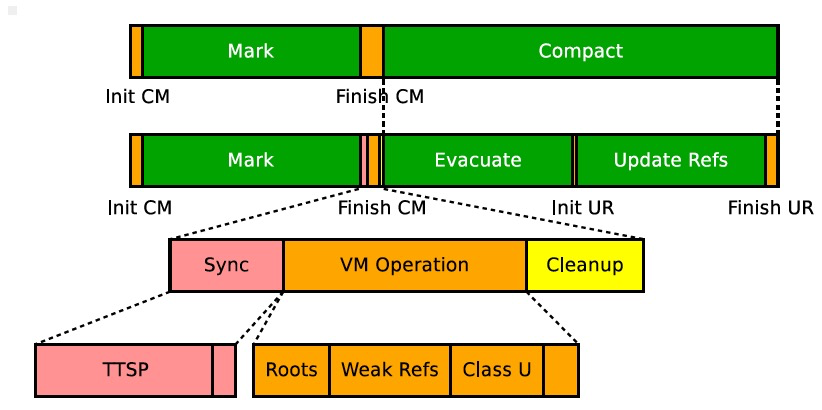 Mark Compact
Init CM Finish CM
Mark Evacuate Update Refs
Init CM Finish CM Init UR Finish UR
Sync VM Operation Cleanup
TTSP Roots Weak Refs Class U